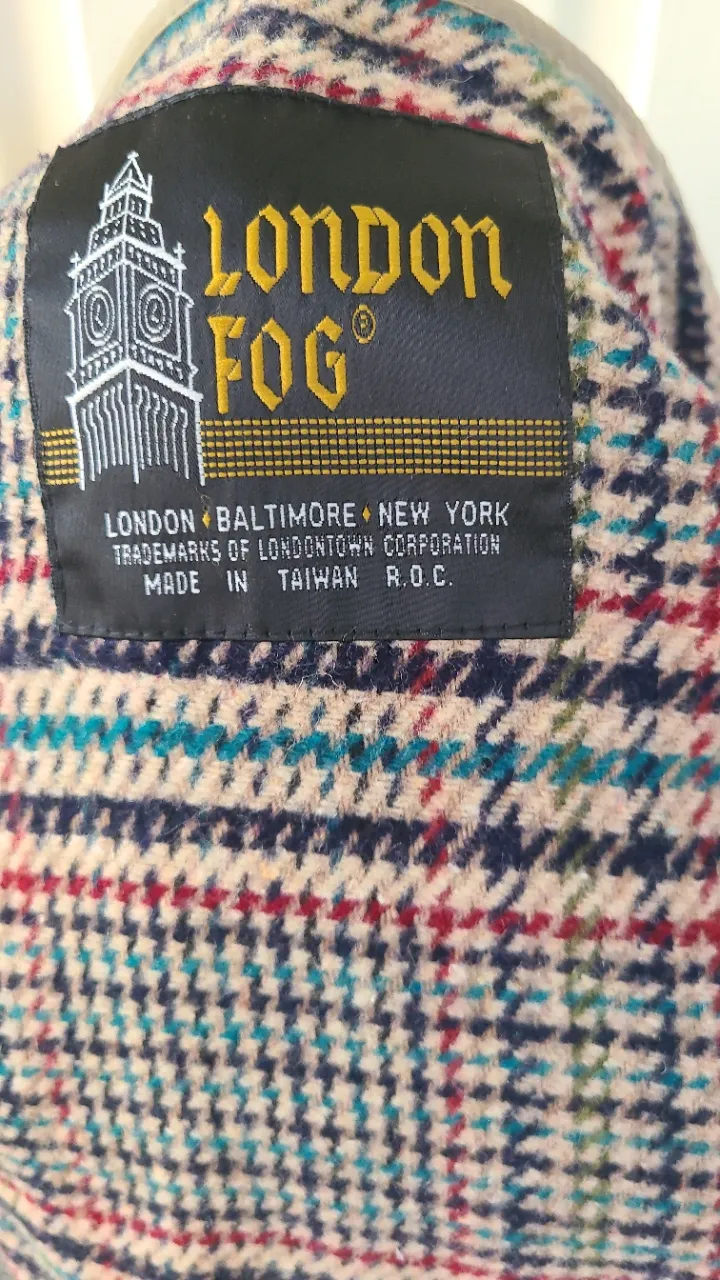 LONDON
FOG®
LONDON ♦ BALTIMORE ♦ NEW YORK
TRADEMARKS OF LONDONTOWN CORPORATION
MADE IN TAIWAN R.O.C.